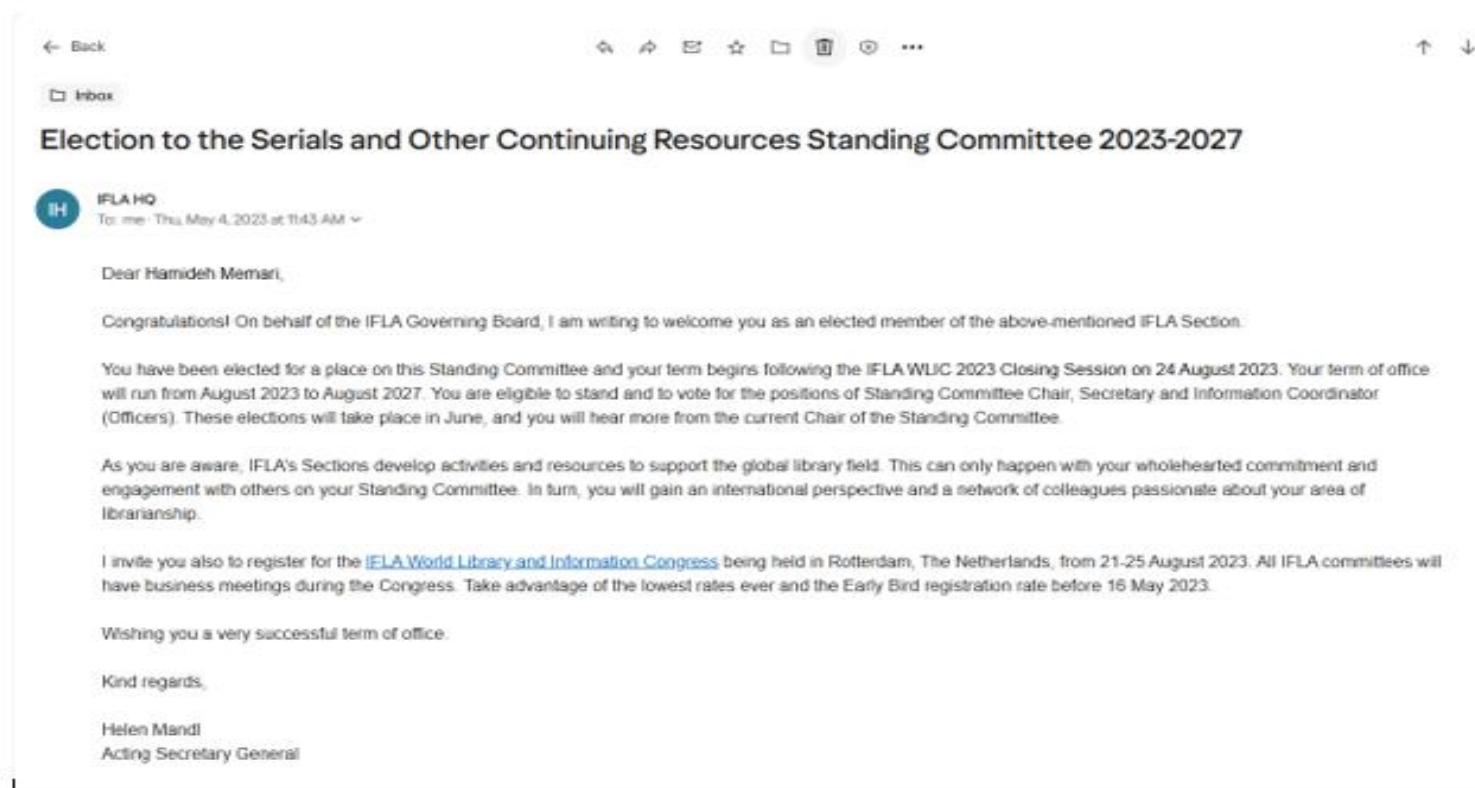 ← Back
Inbox
Election to the Serials and Other Continuing Resources Standing Committee 2023-2027
IH
IFLA HQ
To: me · Thu, May 4, 2023 at 11:43 AM
Dear Hamideh Memari,
Congratulations! On behalf of the IFLA Governing Board, I am writing to welcome you as an elected member of the above-mentioned IFLA Section.
You have been elected for a place on this Standing Committee and your term begins following the IFLA WLIC 2023 Closing Session on 24 August 2023. Your term of office
will run from August 2023 to August 2027. You are eligible to stand and to vote for the positions of Standing Committee Chair, Secretary and Information Coordinator
(Officers). These elections will take place in June, and you will hear more from the current Chair of the Standing Committee.
As you are aware, IFLA's Sections develop activities and resources to support the global library field. This can only happen with your wholehearted commitment and
engagement with others on your Standing Committee. In turn, you will gain an international perspective and a network of colleagues passionate about your area of
librarianship.
I invite you also to register for the IFLA World Library and Information Congress being held in Rotterdam, The Netherlands, from 21-25 August 2023. All IFLA committees will
have business meetings during the Congress. Take advantage of the lowest rates ever and the Early Bird registration rate before 16 May 2023.
Wishing you a very successful term of office.
Kind regards,
Helen Mandl
Acting Secretary General